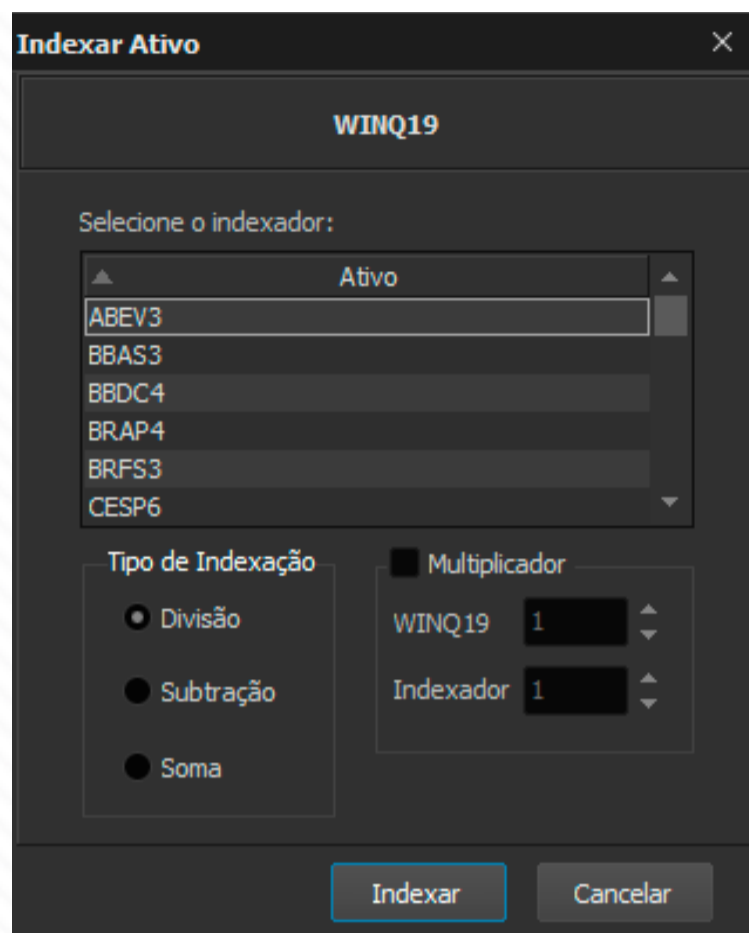 Indexar Ativo
WINQ19
Selecione o indexador:
Ativo
ABEV3
BBAS3
BBDC4
BRAP4
BRFS3
CESP6
Tipo de Indexação
Divisão
Subtração
Soma
Multiplicador
WINQ19 1
Indexador 1
Indexar Cancelar